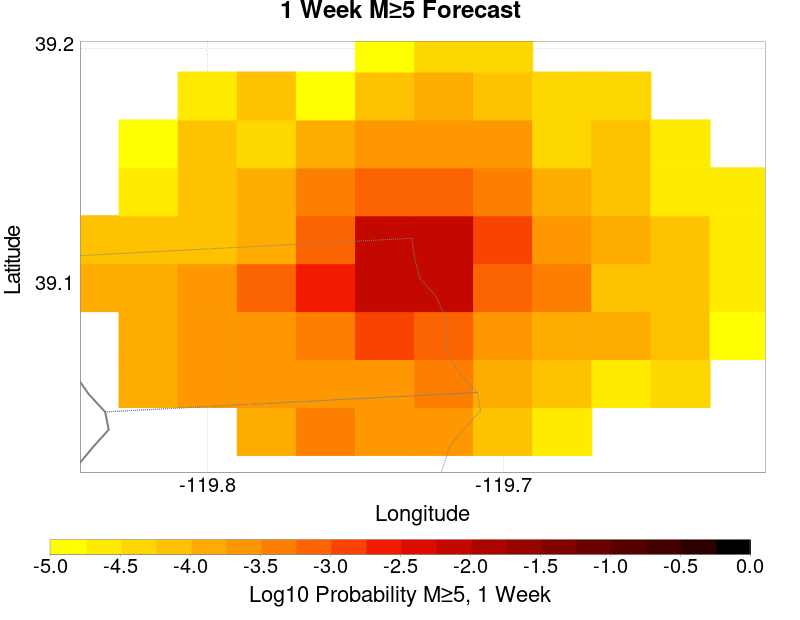 1 Week M≥5 Forecast
39.2
39.1
Latitude
-119.8 -119.7
Longitude
-5.0 -4.5 -4.0 -3.5 -3.0 -2.5 -2.0 -1.5 -1.0 -0.5 0.0
Log10 Probability M≥5, 1 Week